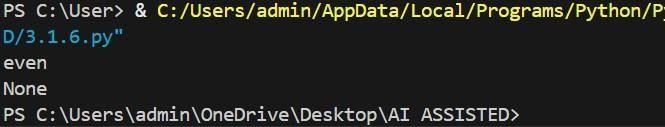 PS C:\User> & C:/Users/admin/AppData/Local/Programs/Python/Py
D/3.1.6.py"
even
None
PS C:\Users\admin\OneDrive\Desktop\AI ASSISTED>